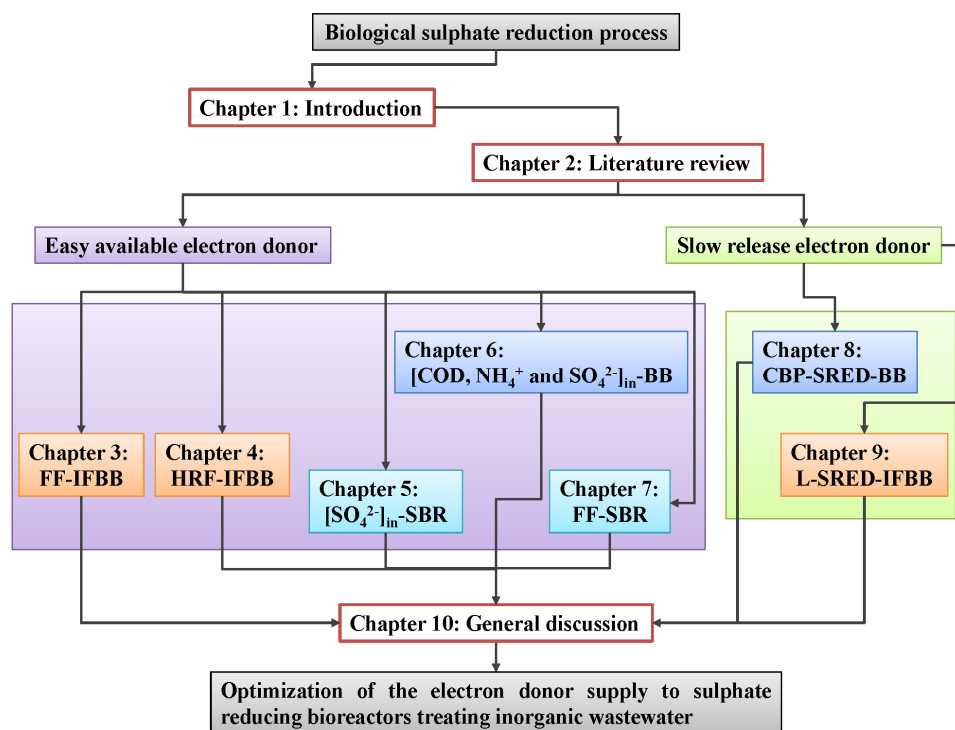 Biological sulphate reduction process
Chapter 1: Introduction
Chapter 2: Literature review
Easy available electron donor
Slow release electron donor
Chapter 6:
[COD, NH₄⁺ and SO₄²⁻]ᵢₙ-BB
Chapter 8:
CBP-SRED-BB
Chapter 3:
FF-IFBB
Chapter 4:
HRF-IFBB
Chapter 5:
[SO₄²⁻]ᵢₙ-SBR
Chapter 7:
FF-SBR
Chapter 9:
L-SRED-IFBB
Chapter 10: General discussion
Optimization of the electron donor supply to sulphate
reducing bioreactors treating inorganic wastewater